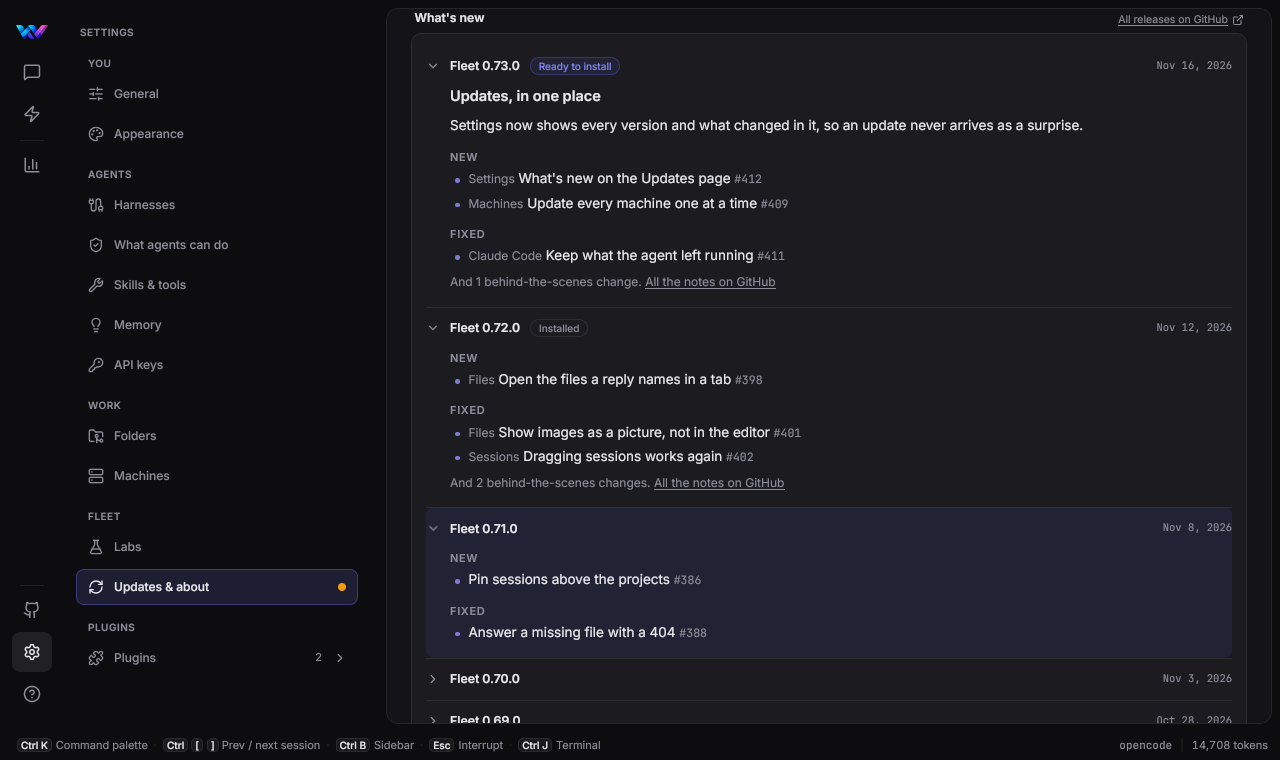 What's new
All releases on GitHub
SETTINGS
YOU
General
Appearance
AGENTS
Harnesses
What agents can do
Skills & tools
Memory
API keys
WORK
Folders
Machines
FLEET
Labs
Updates & about
PLUGINS
Plugins 2
Fleet 0.73.0 Ready to install Nov 16, 2026
Updates, in one place
Settings now shows every version and what changed in it, so an update never arrives as a surprise.
NEW
Settings What's new on the Updates page #412
Machines Update every machine one at a time #409
FIXED
Claude Code Keep what the agent left running #411
And 1 behind-the-scenes change. All the notes on GitHub
Fleet 0.72.0 Installed Nov 12, 2026
NEW
Files Open the files a reply names in a tab #398
FIXED
Files Show images as a picture, not in the editor #401
Sessions Dragging sessions works again #402
And 2 behind-the-scenes changes. All the notes on GitHub
Fleet 0.71.0 Nov 8, 2026
NEW
Pin sessions above the projects #386
FIXED
Answer a missing file with a 404 #388
Fleet 0.70.0 Nov 3, 2026
Fleet 0.69.0 Oct 28, 2026
Ctrl K Command palette · Ctrl [ ] Prev / next session · Ctrl B Sidebar · Esc Interrupt · Ctrl J Terminal
opencode 14,708 tokens